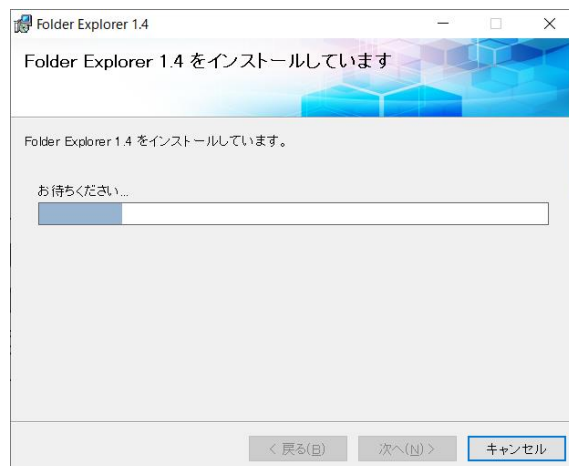 Folder Explorer 1.4
Folder Explorer 1.4 をインストールしています
Folder Explorer 1.4 をインストールしています。
お待ちください...
< 戻る(B) 次へ(N) > キャンセル